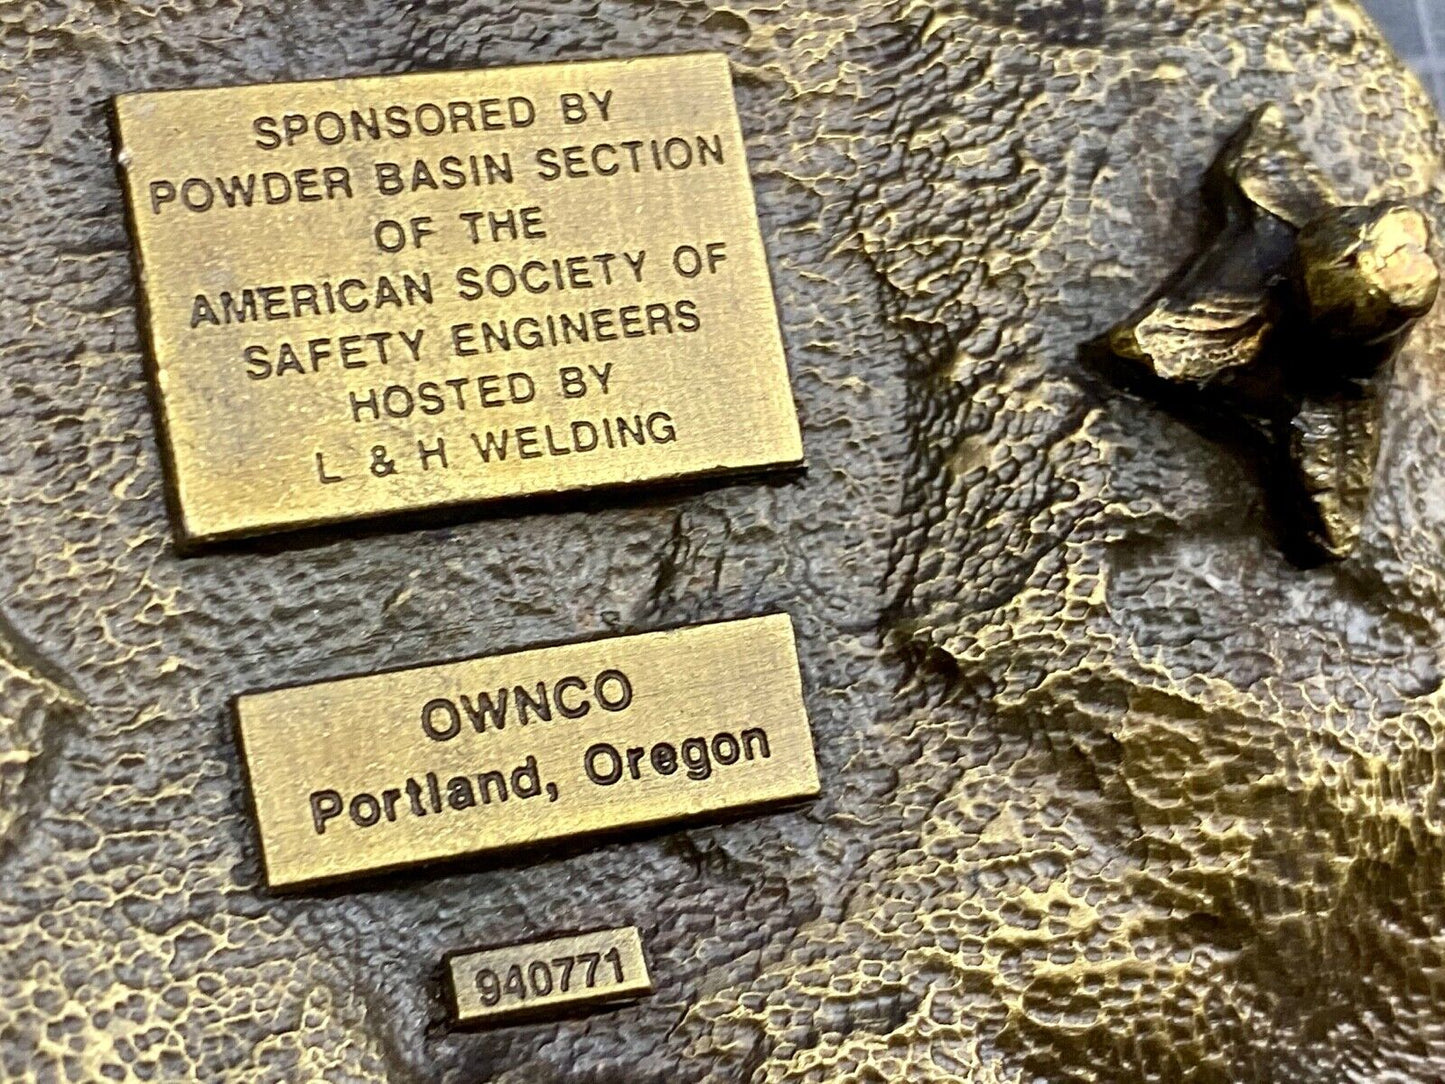 SPONSORED BY
POWDER BASIN SECTION
OF THE
AMERICAN SOCIETY OF
SAFETY ENGINEERS
HOSTED BY
L & H WELDING
OWNCO
Portland, Oregon
940771